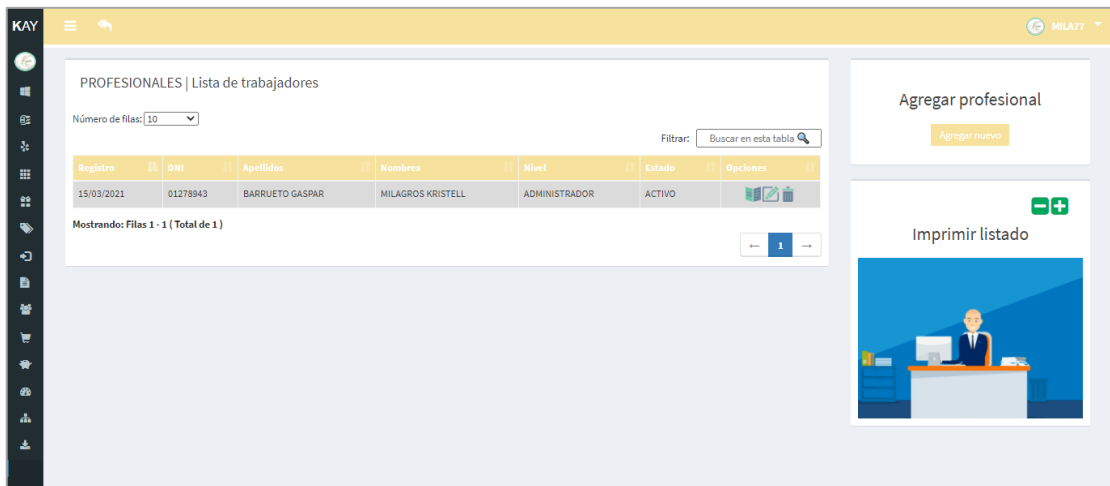 KAY
MILA77
PROFESIONALES | Lista de trabajadores
Número de filas: 10
Filtrar: Buscar en esta tabla
Registro DNI Apellidos Nombres Nivel Estado Opciones
15/03/2021 01278943 BARRUETO GASPAR MILAGROS KRISTELL ADMINISTRADOR ACTIVO
Mostrando: Filas 1 - 1 ( Total de 1 )
← 1 →
Agregar profesional
Agregar nuevo
Imprimir listado